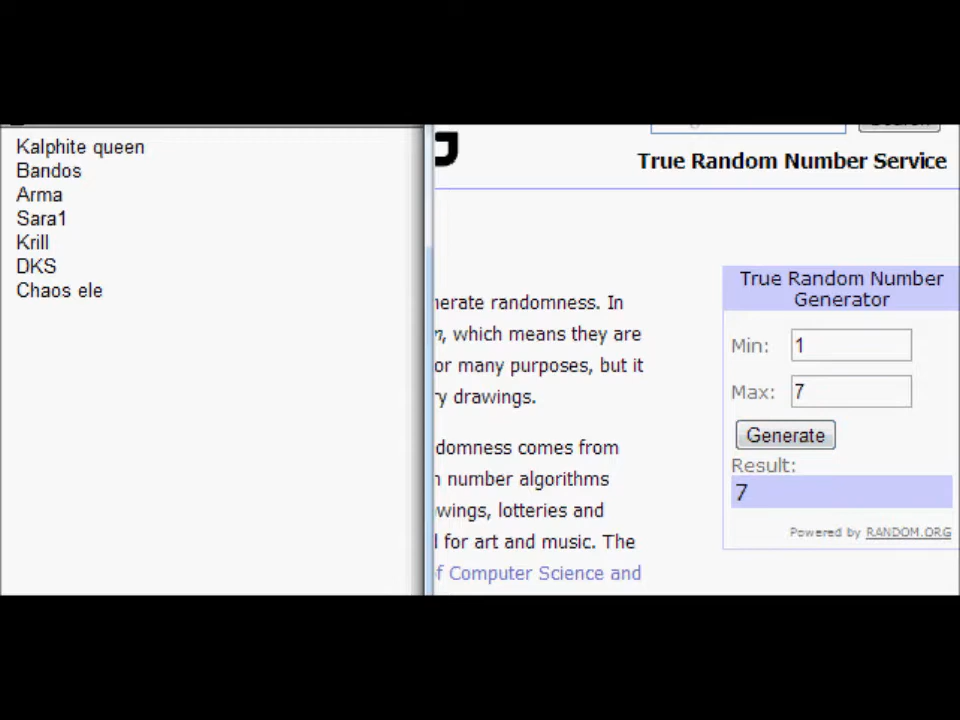 Kalphite queen
Bandos
Arma
Sara1
Krill
DKS
Chaos ele
True Random Number Service
nerate randomness. In
, which means they are
or many purposes, but it
ry drawings.
domness comes from
n number algorithms
wings, lotteries and
l for art and music. The
of Computer Science and
True Random Number
Generator
Min: 1
Max: 7
Generate
Result:
7
Powered by RANDOM.ORG